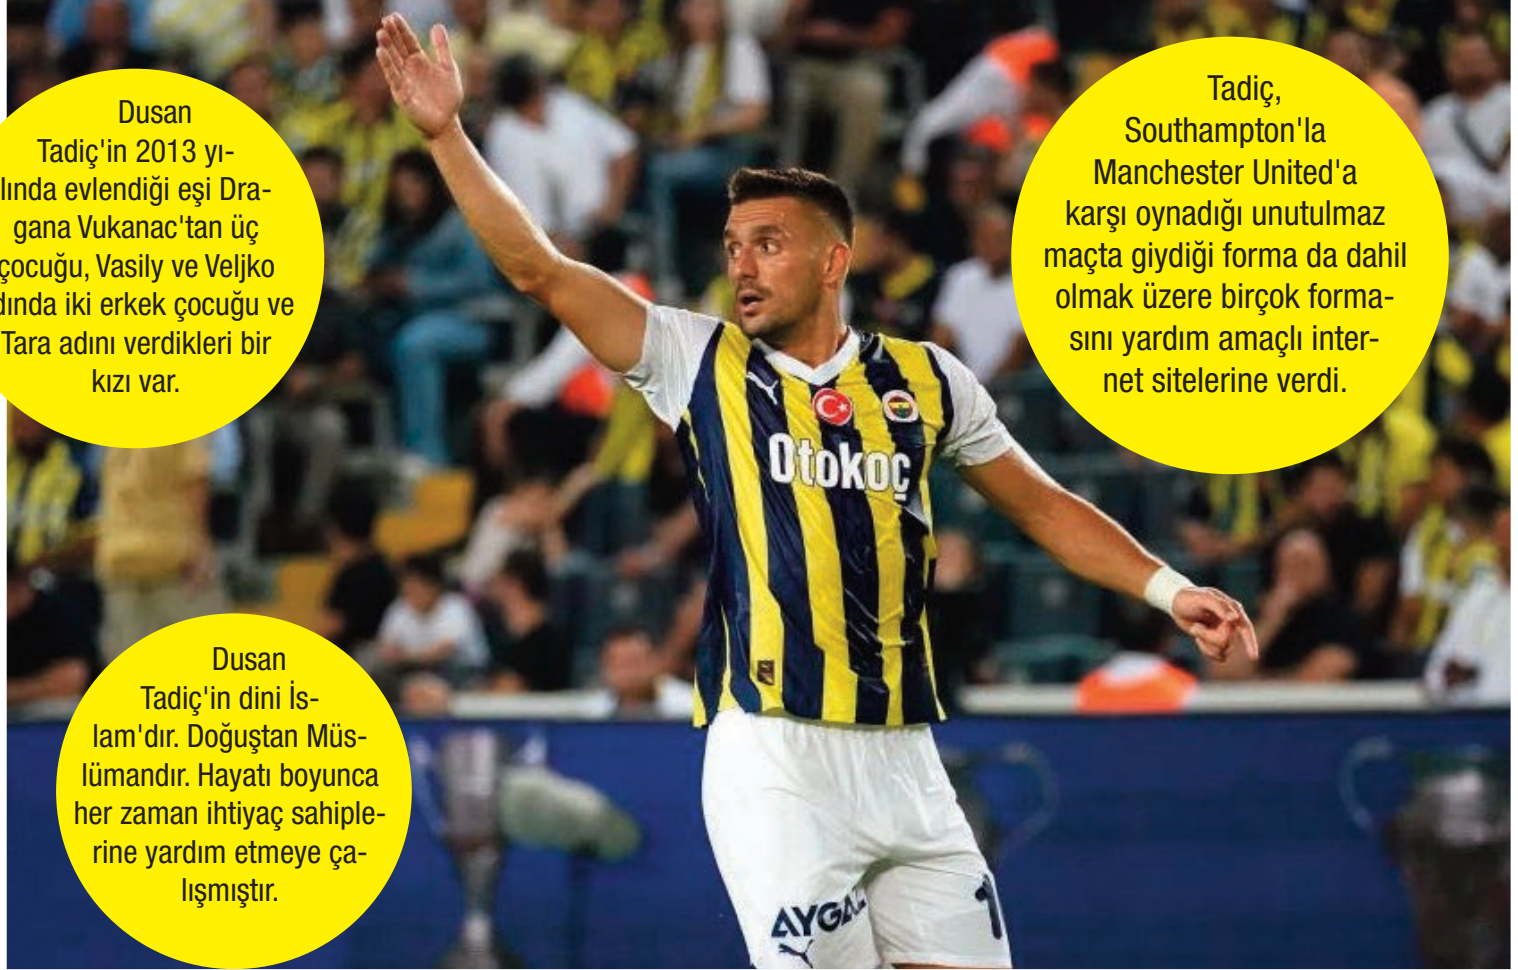 Dusan
Tadiç'in 2013 yı-
lında evlendiği eşi Dra-
gana Vukanac'tan üç
çocuğu, Vasily ve Veljko
dında iki erkek çocuğu ve
Tara adını verdikleri bir
kızı var.
Tadiç,
Southampton'la
Manchester United'a
karşı oynadığı unutulmaz
maçta giydiği forma da dahil
olmak üzere birçok forma-
sını yardım amaçlı inter-
net sitelerine verdi.
Otokoç
Dusan
Tadiç'in dini İs-
lam'dır. Doğuştan Müs-
lümandır. Hayatı boyunca
her zaman ihtiyaç sahiple-
rine yardım etmeye ça-
lışmıştır.
AYGAZ
1